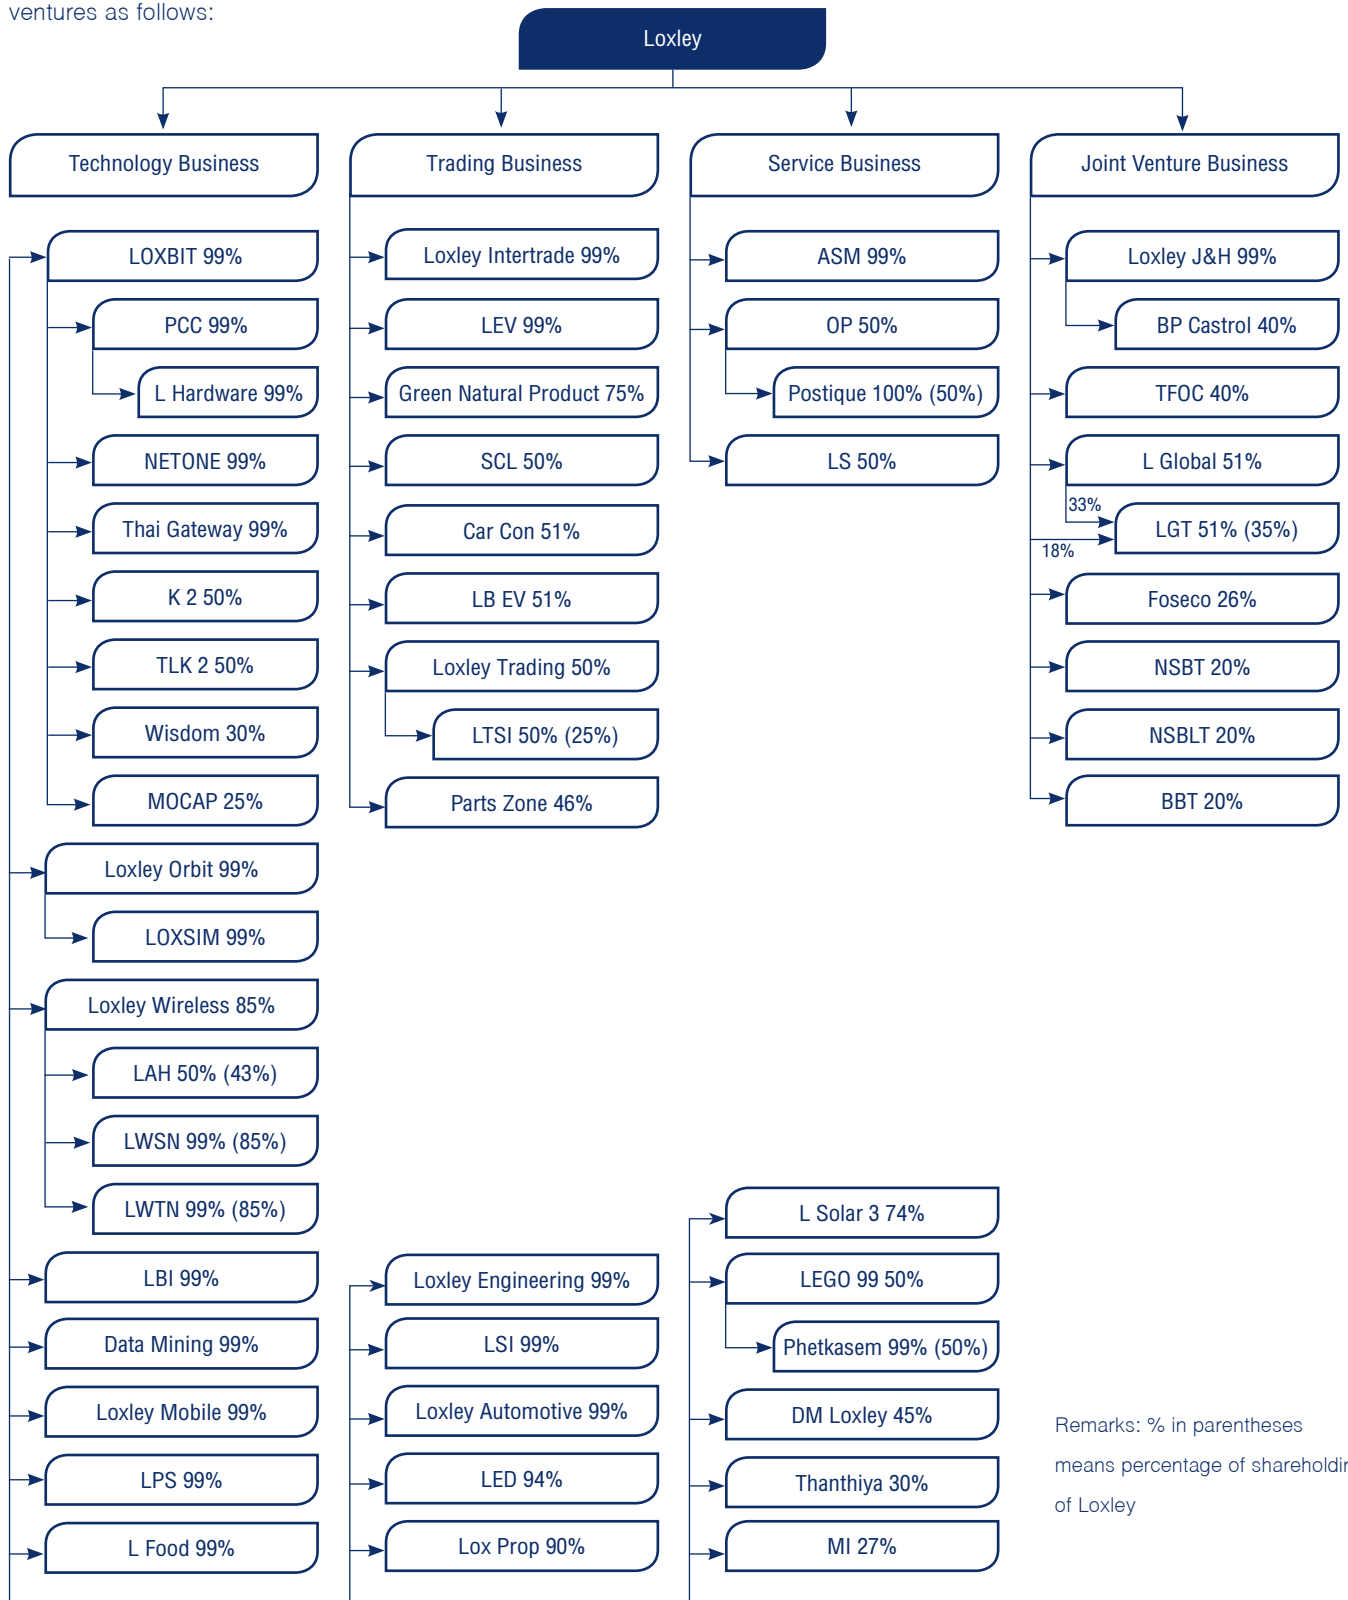 ventures as follows:
Loxley
Technology Business
LOXBIT 99%
PCC 99%
L Hardware 99%
NETONE 99%
Thai Gateway 99%
K 2 50%
TLK 2 50%
Wisdom 30%
MOCAP 25%
Loxley Orbit 99%
LOXSIM 99%
Loxley Wireless 85%
LAH 50% (43%)
LWSN 99% (85%)
LWTN 99% (85%)
LBI 99%
Data Mining 99%
Loxley Mobile 99%
LPS 99%
L Food 99%
Trading Business
Loxley Intertrade 99%
LEV 99%
Green Natural Product 75%
SCL 50%
Car Con 51%
LB EV 51%
Loxley Trading 50%
LTSI 50% (25%)
Parts Zone 46%
Loxley Engineering 99%
LSI 99%
Loxley Automotive 99%
LED 94%
Lox Prop 90%
Service Business
ASM 99%
OP 50%
Postique 100% (50%)
LS 50%
L Solar 3 74%
LEGO 99 50%
Phetkasem 99% (50%)
DM Loxley 45%
Thanthiya 30%
MI 27%
Joint Venture Business
Loxley J&H 99%
BP Castrol 40%
TFOC 40%
L Global 51%
33%
LGT 51% (35%)
18%
Foseco 26%
NSBT 20%
NSBLT 20%
BBT 20%
Remarks: % in parentheses
means percentage of
of Loxley